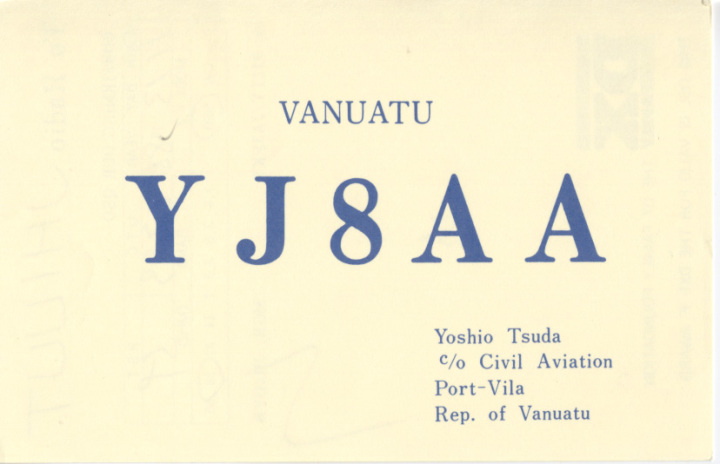 VANUATU
YJ8AA
Yoshio Tsuda
c/o Civil Aviation
Port-Vila
Rep. of Vanuatu